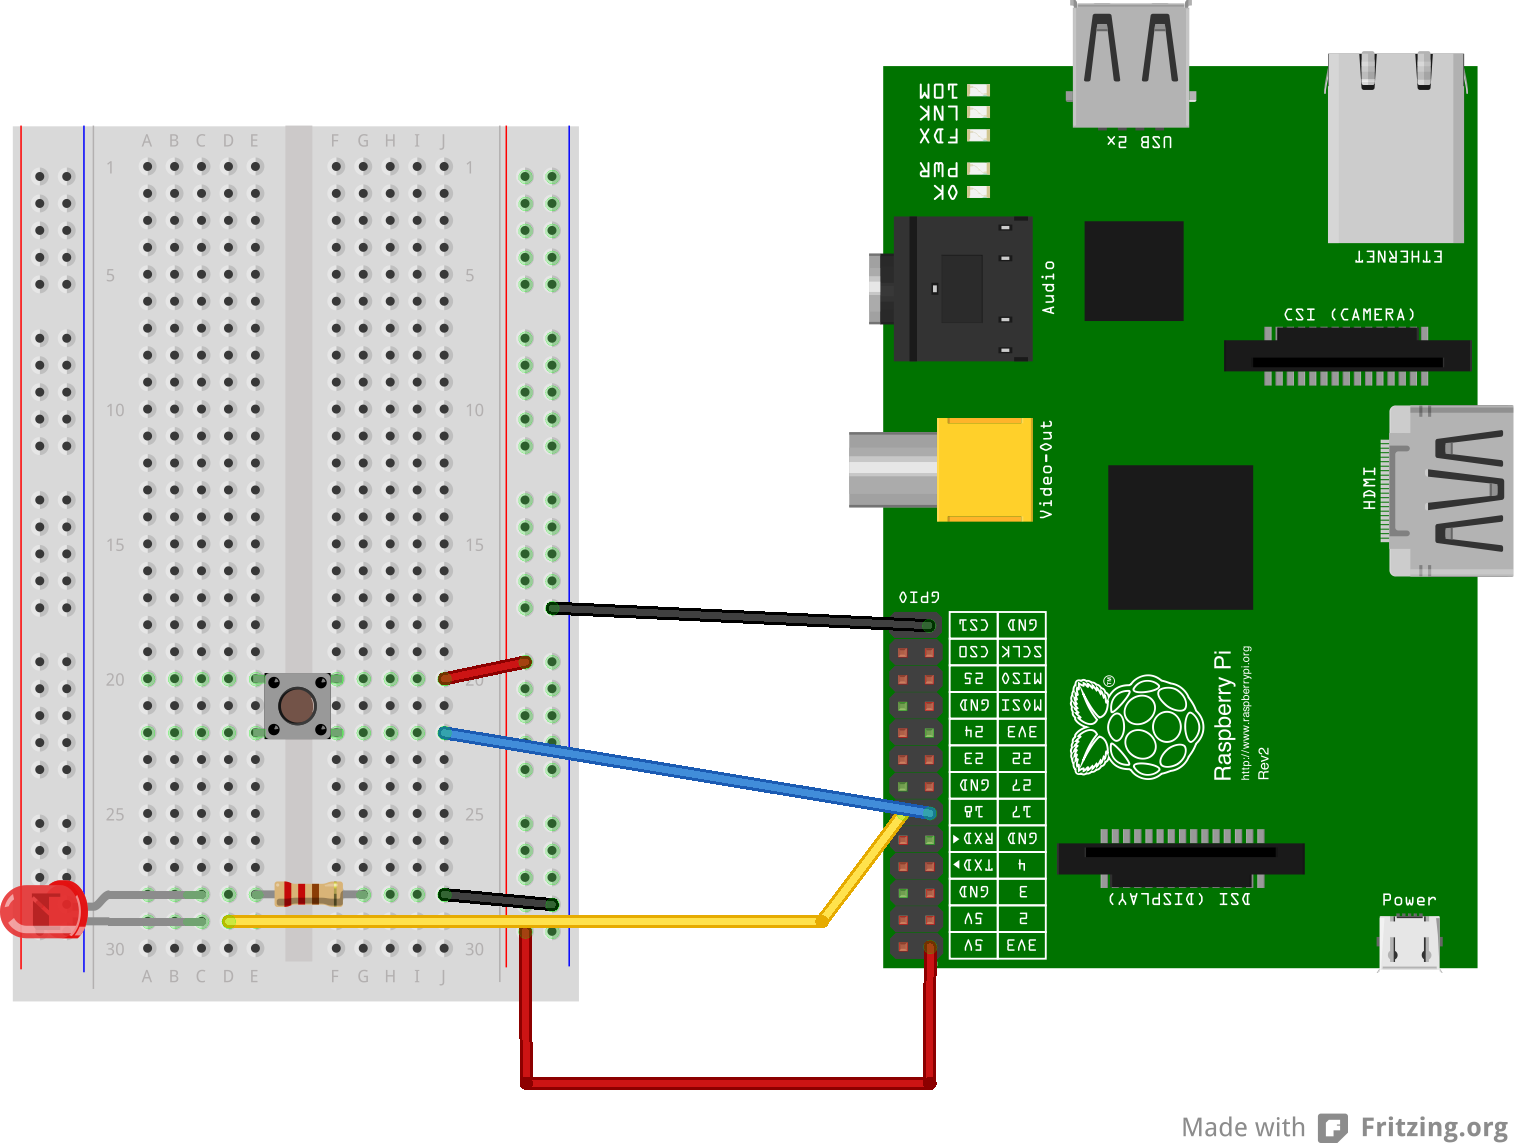 10M
LNK
FDX
PWR
OK
USB 2x
ETHERNET
Audio
CSI (CAMERA)
Video-Out
HDMI
A B C D E F G H I J
1 1
5 5
10 10
15 15
20 20
25 25
30 30
A B C D E F G H I J
GPIO
CS1 GND
CS0 SCLK
25 MISO
GND MOSI
24 3V3
23 22
GND 27
18 17
RXD GND
TXD 4
GND 3
5V 2
5V 3V3
TM
Raspberry Pi
http://www.raspberrypi.org
Rev2
DSI (DISPLAY)
Power
Made with Fritzing.org